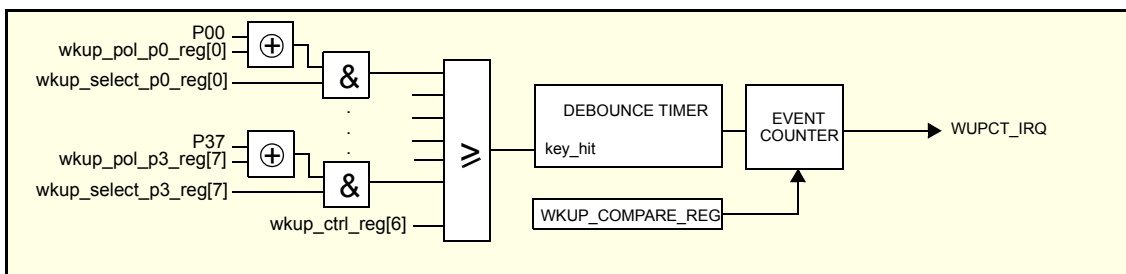 P00
wkup_pol_p0_reg[0]
wkup_select_p0_reg[0]
&
P37
wkup_pol_p3_reg[7]
wkup_select_p3_reg[7]
&
wkup_ctrl_reg[6]
≥
DEBOUNCE TIMER
key_hit
WKUP_COMPARE_REG
EVENT
COUNTER
WUPCT_IRQ